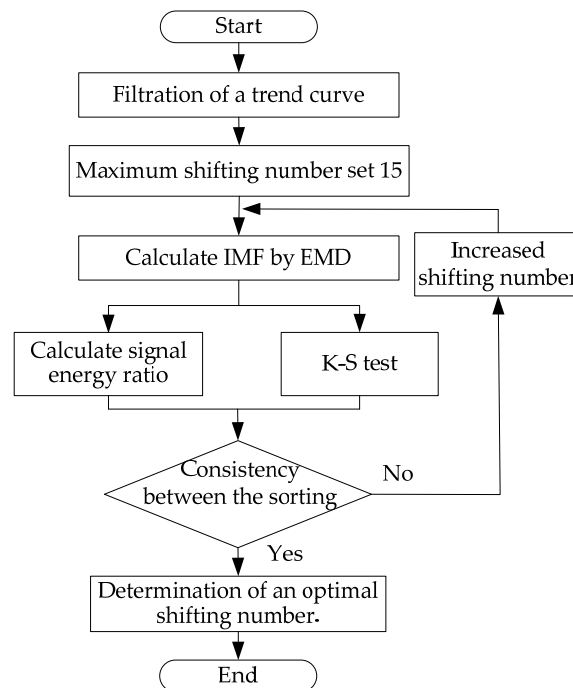 Start
Filtration of a trend curve
Maximum shifting number set 15
Calculate IMF by EMD
Increased
shifting number
Calculate signal
energy ratio
K-S test
Consistency
between the sorting
No
Yes
Determination of an optimal
shifting number.
End